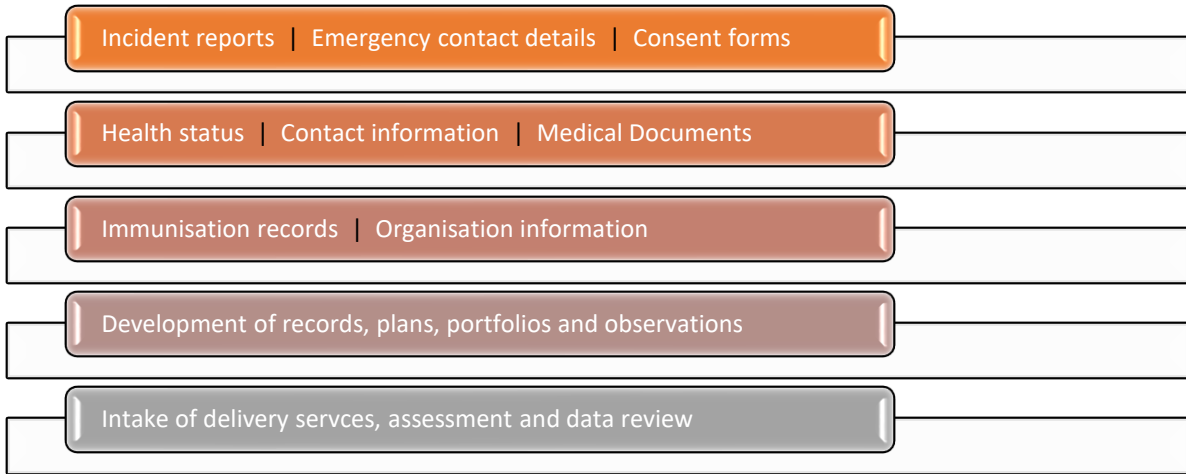 Incident reports | Emergency contact details | Consent forms
Health status | Contact information | Medical Documents
Immunisation records | Organisation information
Development of records, plans, portfolios and observations
Intake of delivery servces, assessment and data review